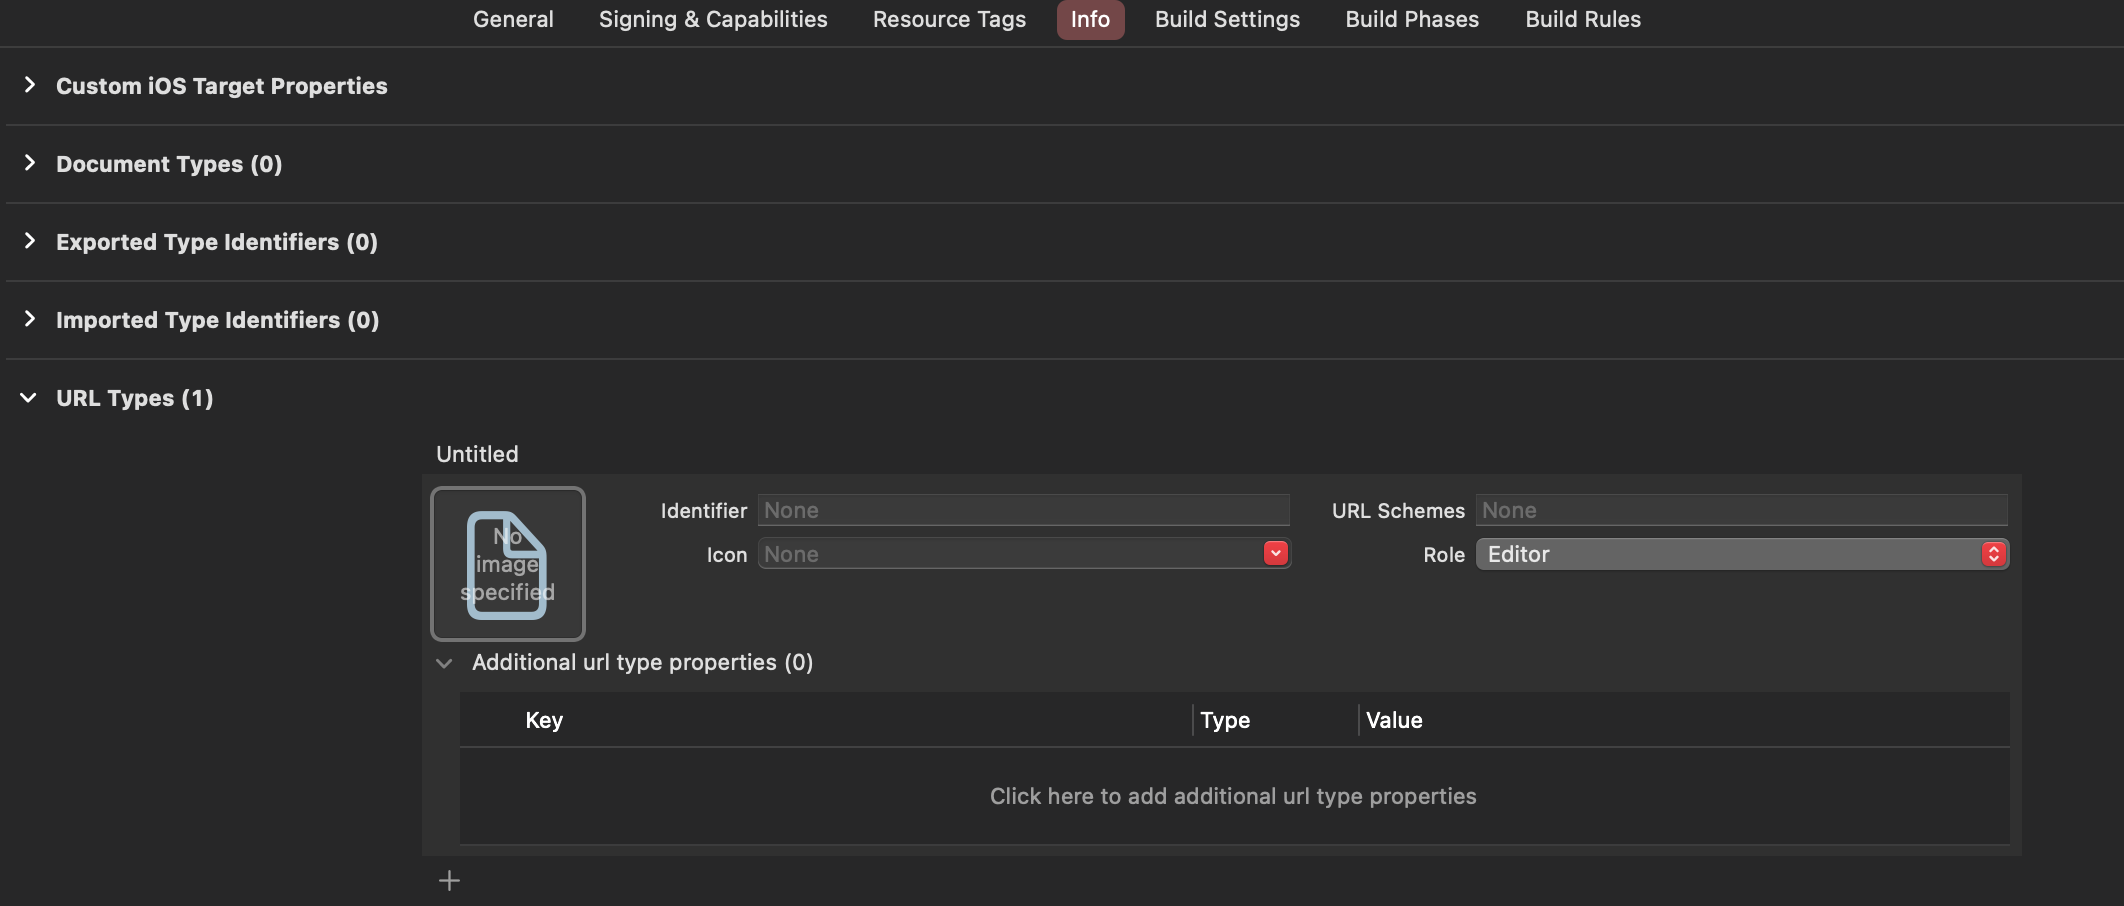 General Signing & Capabilities Resource Tags Info Build Settings Build Phases Build Rules
Custom iOS Target Properties
Document Types (0)
Exported Type Identifiers (0)
Imported Type Identifiers (0)
URL Types (1)
Untitled
No
image
specified
Identifier None URL Schemes None
Icon None Role Editor
Additional url type properties (0)
Key Type Value
Click here to add additional url type properties